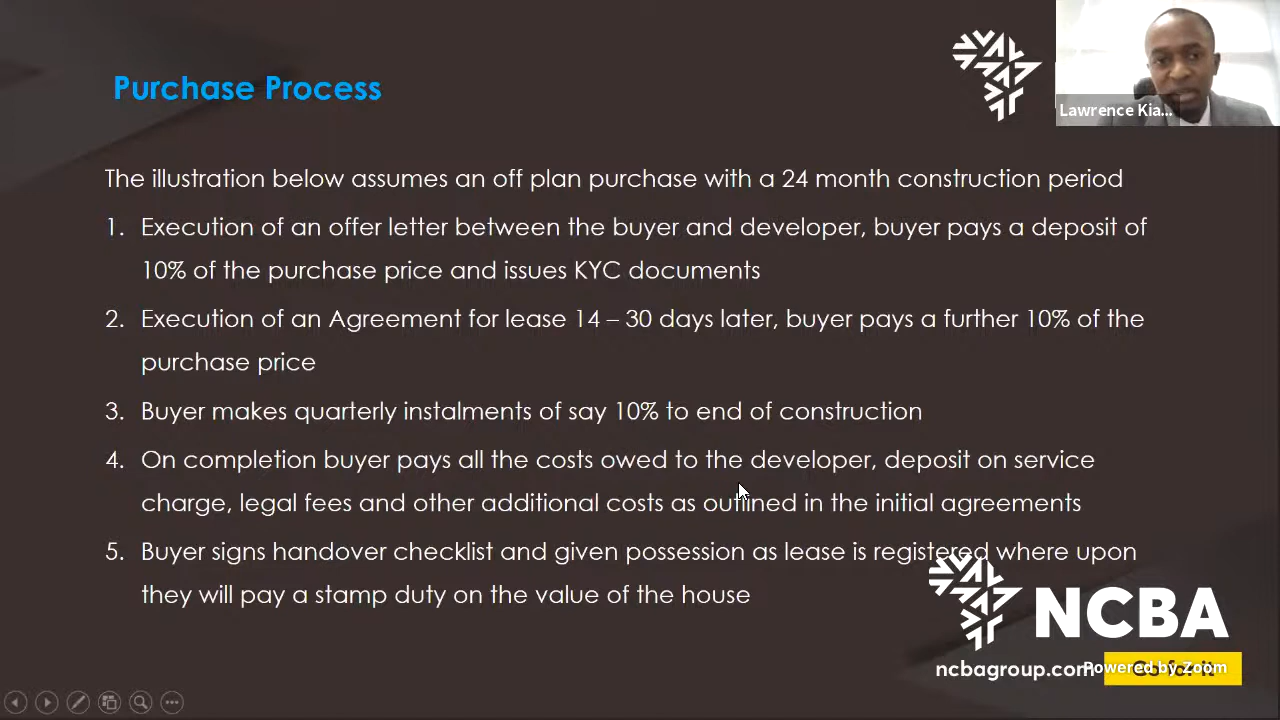 Purchase Process
Lawrence Kia...
The illustration below assumes an off plan purchase with a 24 month construction period
1. Execution of an offer letter between the buyer and developer, buyer pays a deposit of
10% of the purchase price and issues KYC documents
2. Execution of an Agreement for lease 14 – 30 days later, buyer pays a further 10% of the
purchase price
3. Buyer makes quarterly instalments of say 10% to end of construction
4. On completion buyer pays all the costs owed to the developer, deposit on service
charge, legal fees and other additional costs as outlined in the initial agreements
5. Buyer signs handover checklist and given possession as lease is registered where upon
they will pay a stamp duty on the value of the house
NCBA
ncbagroup.com
Go for it
Powered by Zoom